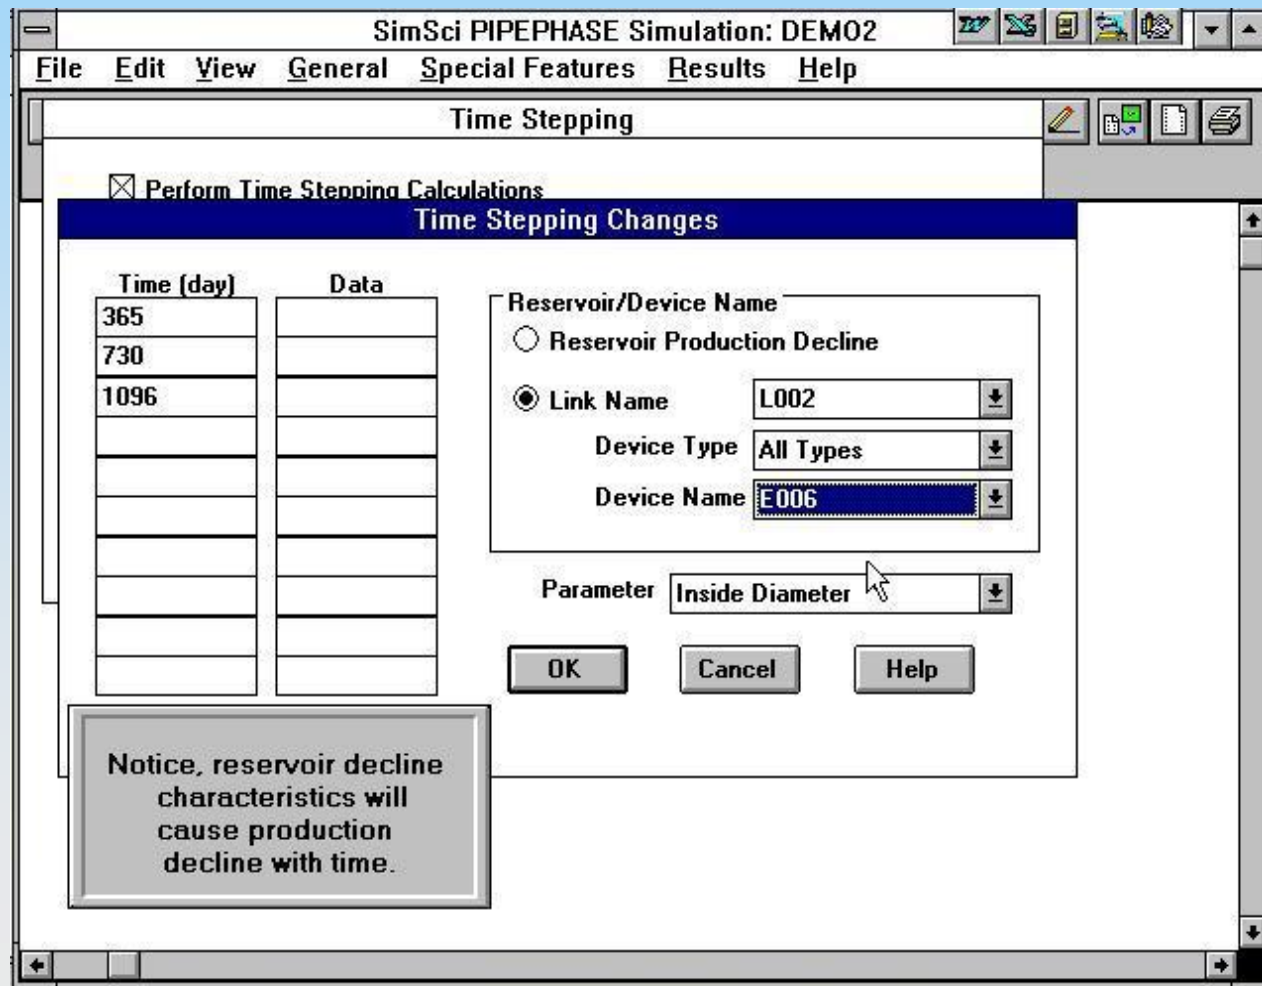 SimSci PIPEPHASE Simulation: DEMO2
File Edit View General Special Features Results Help
Time Stepping
Perform Time Stepping Calculations
Time Stepping Changes
Time (day) Data
365
730
1096
Reservoir/Device Name
Reservoir Production Decline
Link Name L002
Device Type All Types
Device Name E006
Parameter Inside Diameter
OK Cancel Help
Notice, reservoir decline
characteristics will
cause production
decline with time.